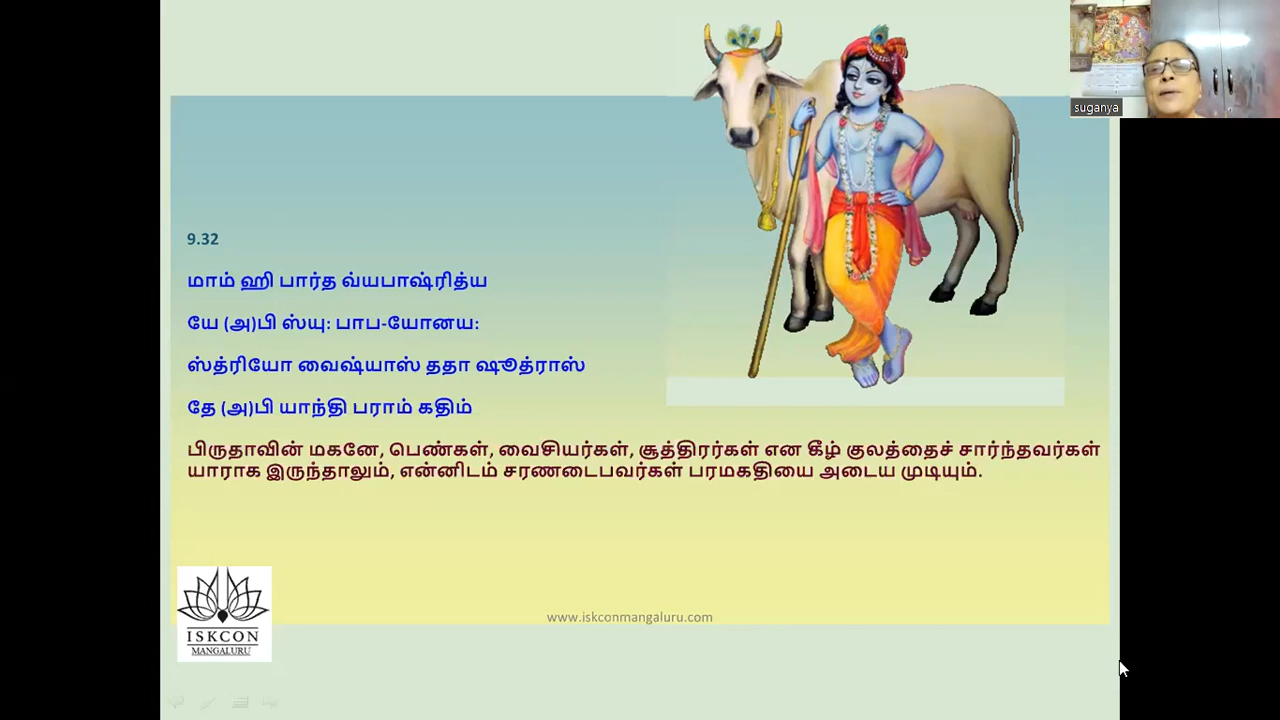 suganya
9.32
மாம் ஹி பார்த வ்யபாஷ்ரித்ய
யே (அ)பி ஸ்யு: பாப-யோனய:
ஸ்த்ரியோ வைஷ்யாஸ் ததா ஷூத்ராஸ்
தே (அ)பி யாந்தி பராம் கதிம்
பிருதாவின் மகனே, பெண்கள், வைசியர்கள், சூத்திரர்கள் என கீழ் குலத்தைச் சார்ந்தவர்கள்
யாராக இருந்தாலும், என்னிடம் சரணடைபவர்கள் பரமகதியை அடைய முடியும்.
ISKCON
MANGALURU
www.iskconmangaluru.com